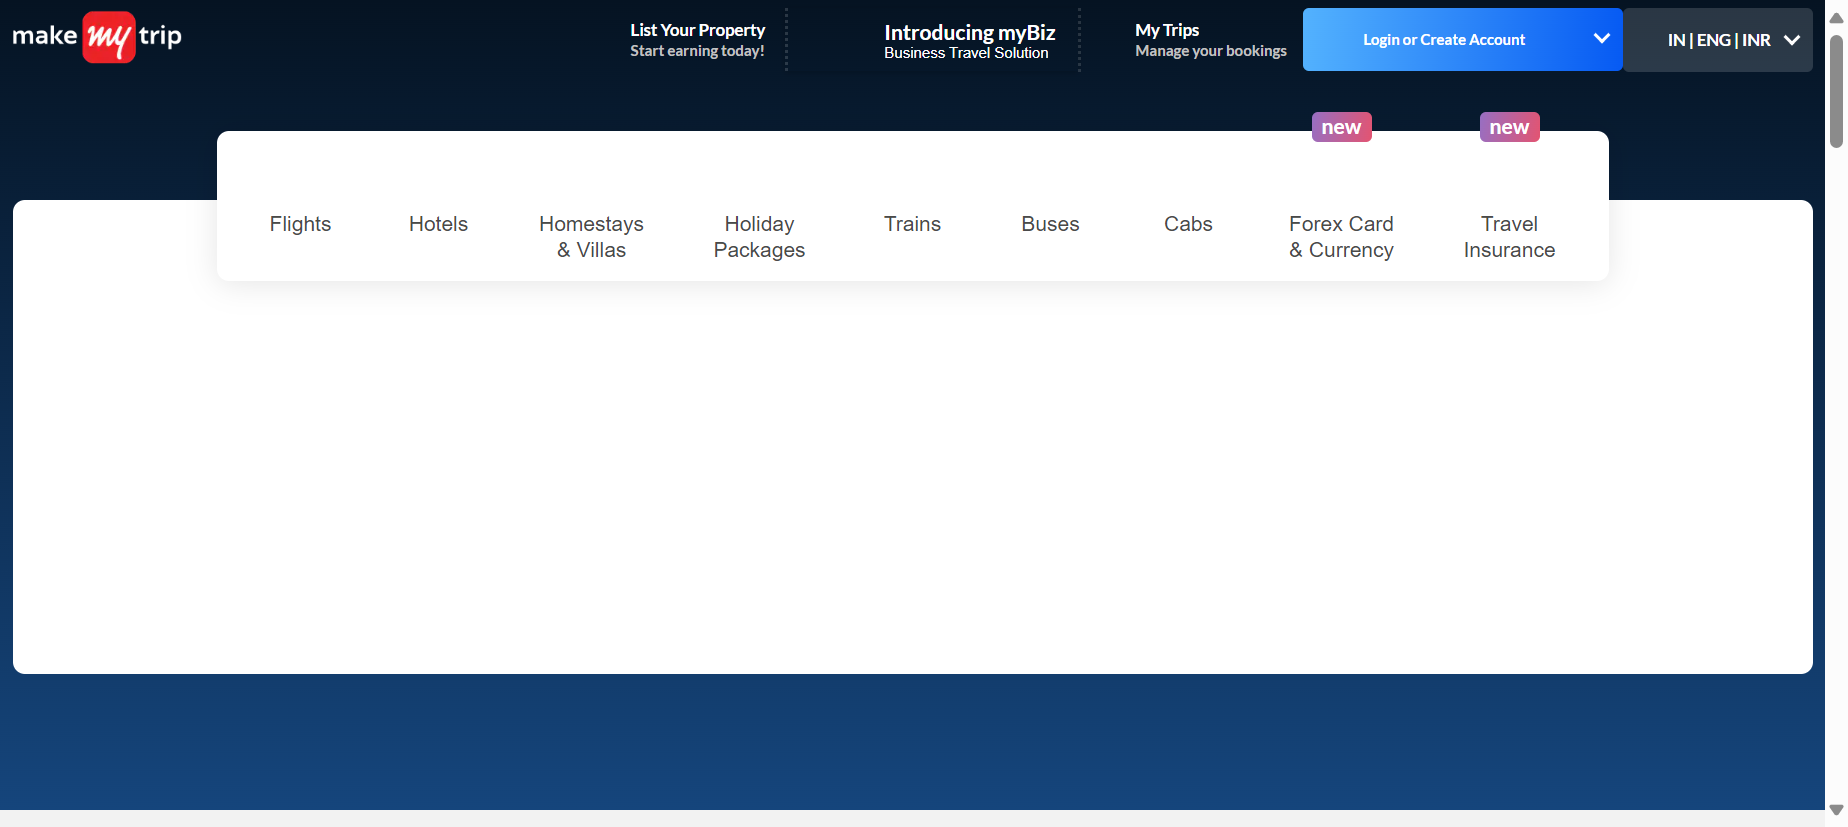 make my trip
List Your Property
Start earning today!
Introducing myBiz
Business Travel Solution
My Trips
Manage your bookings
Login or Create Account
IN | ENG | INR
new
new
Flights
Hotels
Homestays
& Villas
Holiday
Packages
Trains
Buses
Cabs
Forex Card
& Currency
Travel
Insurance